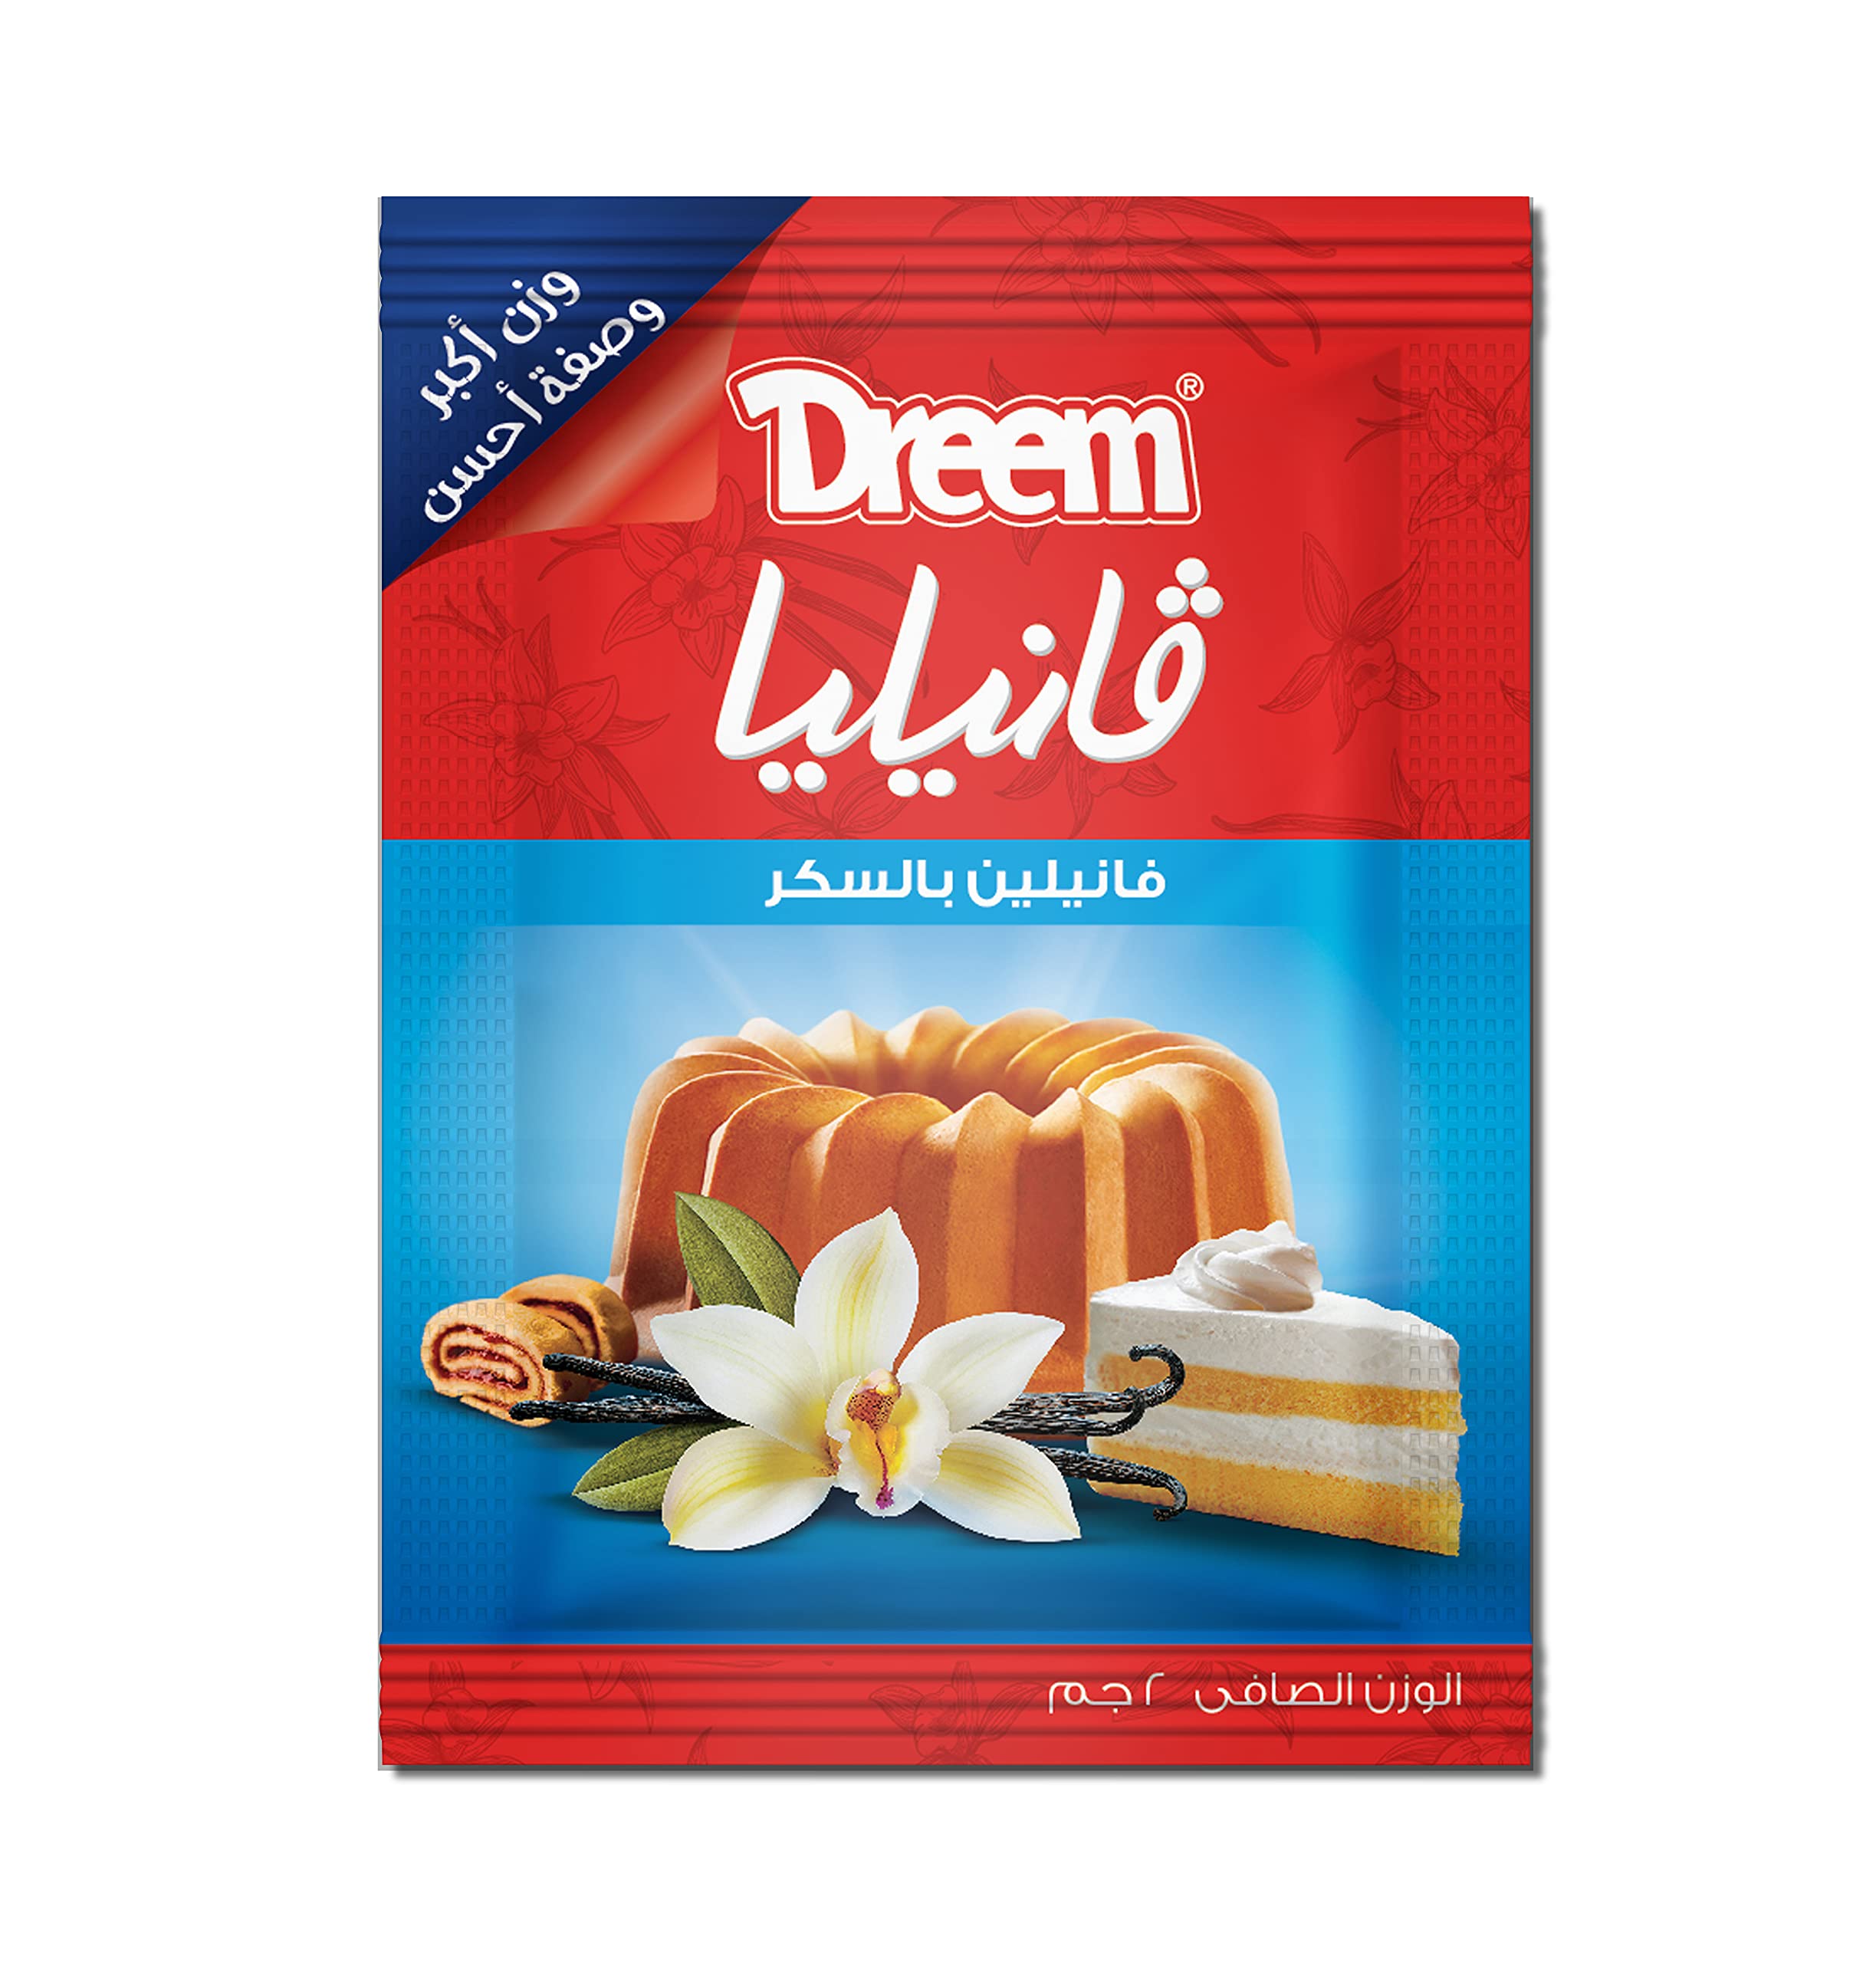 وزن أكبر
وصفة أحسن
Dreem®
ڤانيليا
فانيلين بالسكر
الوزن الصافى ٢ جم